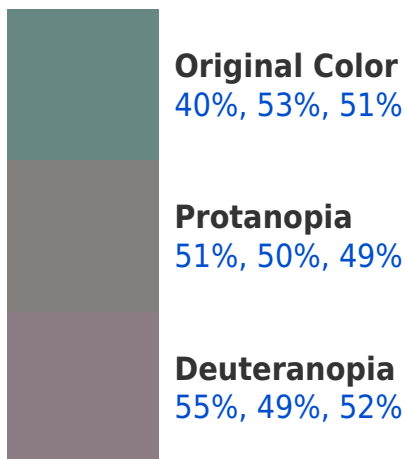 Original Color
40%, 53%, 51%
Protanopia
51%, 50%, 49%
Deuteranopia
55%, 49%, 52%